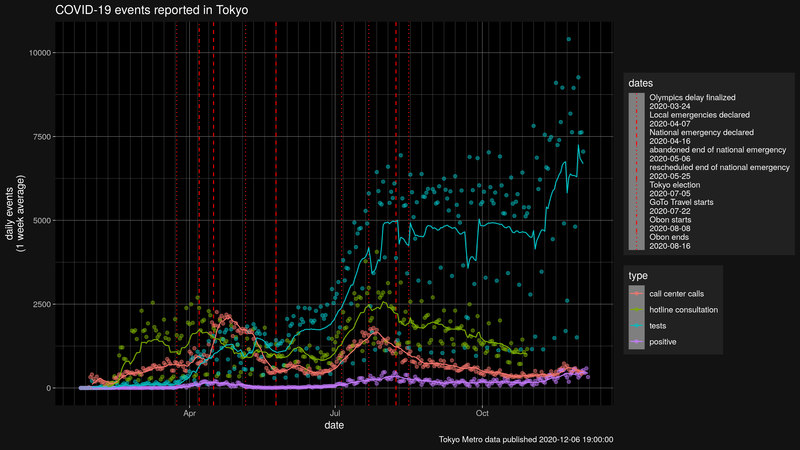 COVID-19 events reported in Tokyo
daily events
(1 week average)
10000
7500
5000
2500
0
Apr
Jul
Oct
date
dates
Olympics delay finalized
2020-03-24
Local emergencies declared
2020-04-07
National emergency declared
2020-04-16
abandoned end of national emergency
2020-05-06
rescheduled end of national emergency
2020-05-25
Tokyo election
2020-07-05
GoTo Travel starts
2020-07-22
Obon starts
2020-08-08
Obon ends
2020-08-16
type
call center calls
hotline consultation
tests
positive
Tokyo Metro data published 2020-12-06 19:00:00